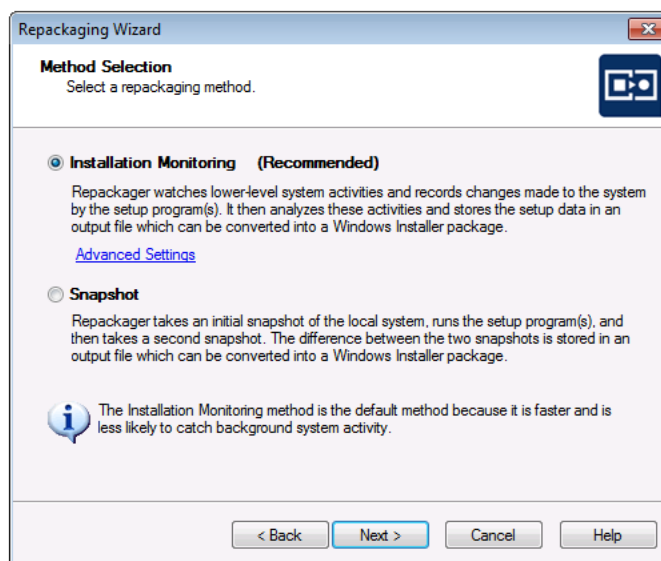 Repackaging Wizard
Method Selection
Select a repackaging method.
Installation Monitoring (Recommended)
Repackager watches lower-level system activities and records changes made to the system
by the setup program(s). It then analyzes these activities and stores the setup data in an
output file which can be converted into a Windows Installer package.
Advanced Settings
Snapshot
Repackager takes an initial snapshot of the local system, runs the setup program(s), and
then takes a second snapshot. The difference between the two snapshots is stored in an
output file which can be converted into a Windows Installer package.
The Installation Monitoring method is the default method because it is faster and is
less likely to catch background system activity.
< Back Next > Cancel Help